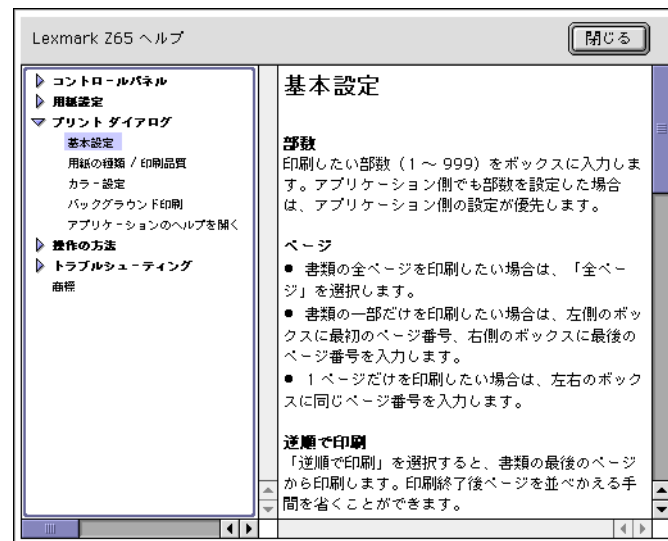 Lexmark Z65 ヘルプ
閉じる
コントロールパネル
用紙設定
プリント ダイアログ
基本設定
用紙の種類 / 印刷品質
カラー設定
バックグラウンド印刷
アプリケーションのヘルプを開く
操作の方法
トラブルシューティング
商標
基本設定
部数
印刷したい部数(1 ~ 999)をボックスに入力しま
す。アプリケーション側でも部数を設定した場合
は、アプリケーション側の設定が優先します。
ページ
● 書類の全ページを印刷したい場合は、「全ペー
ジ」を選択します。
● 書類の一部だけを印刷したい場合は、左側のボッ
クスに最初のページ番号、右側のボックスに最後の
ページ番号を入力します。
● 1 ページだけを印刷したい場合は、左右のボック
スに同じページ番号を入力します。
逆順で印刷
「逆順で印刷」を選択すると、書類の最後のページ
から印刷します。印刷終了後ページを並べかえる手
間を省くことができます。